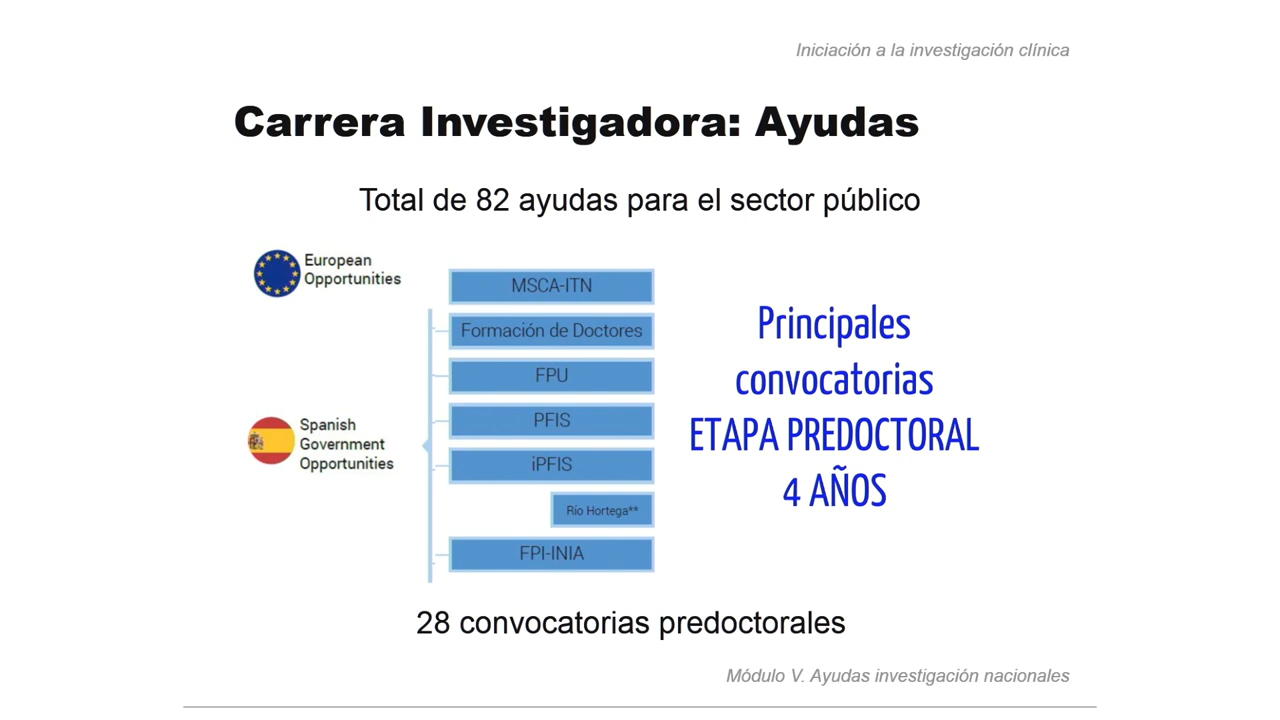 Iniciación a la investigación clínica
Carrera Investigadora: Ayudas
Total de 82 ayudas para el sector público
European
Opportunities
MSCA-ITN
Formación de Doctores
FPU
PFIS
iPFIS
Río Hortega**
FPI-INIA
Spanish
Government
Opportunities
Principales
convocatorias
ETAPA PREDOCTORAL
4 AÑOS
28 convocatorias predoctorales
Módulo V. Ayudas investigación nacionales